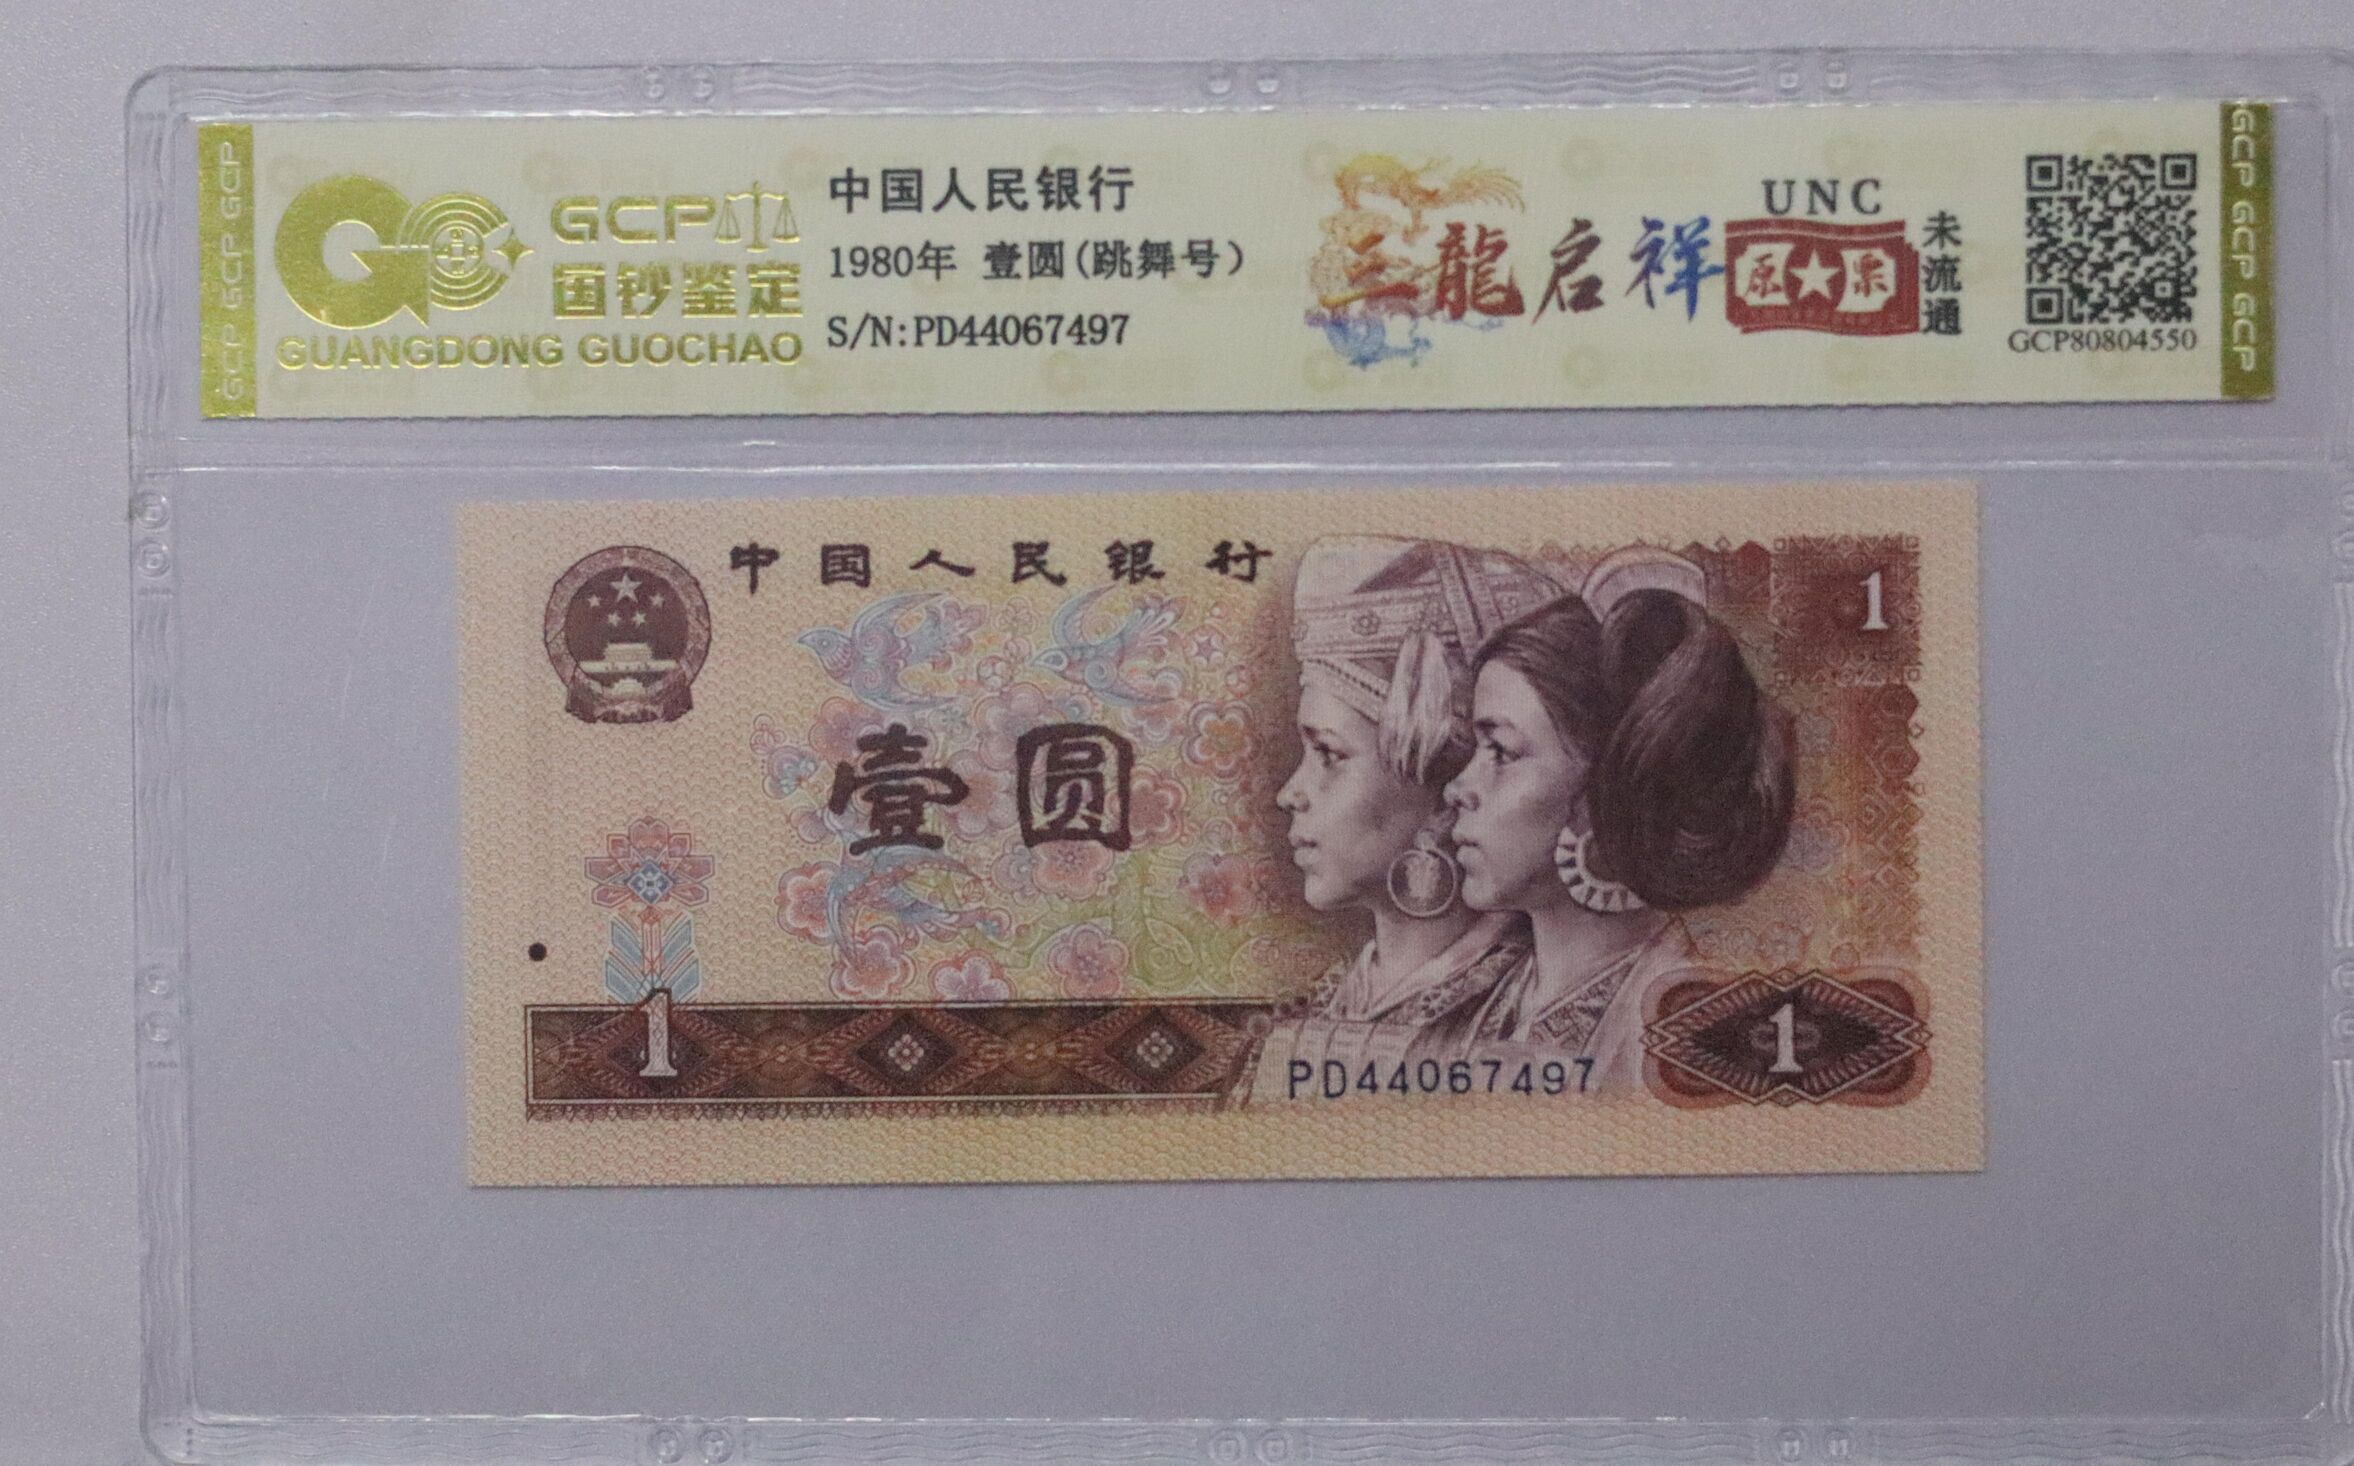 GCP GCP GCP
GCP
国钞鉴定
GUANGDONG GUOCHAO
中国人民银行
1980年 壹圆(跳舞号)
S/N:PD44067497
三龍启祥
UNC
原★票
未流通
GCP80804550
GCP GCP GCP
中国人民银行
1
壹圆
1
PD44067497
1